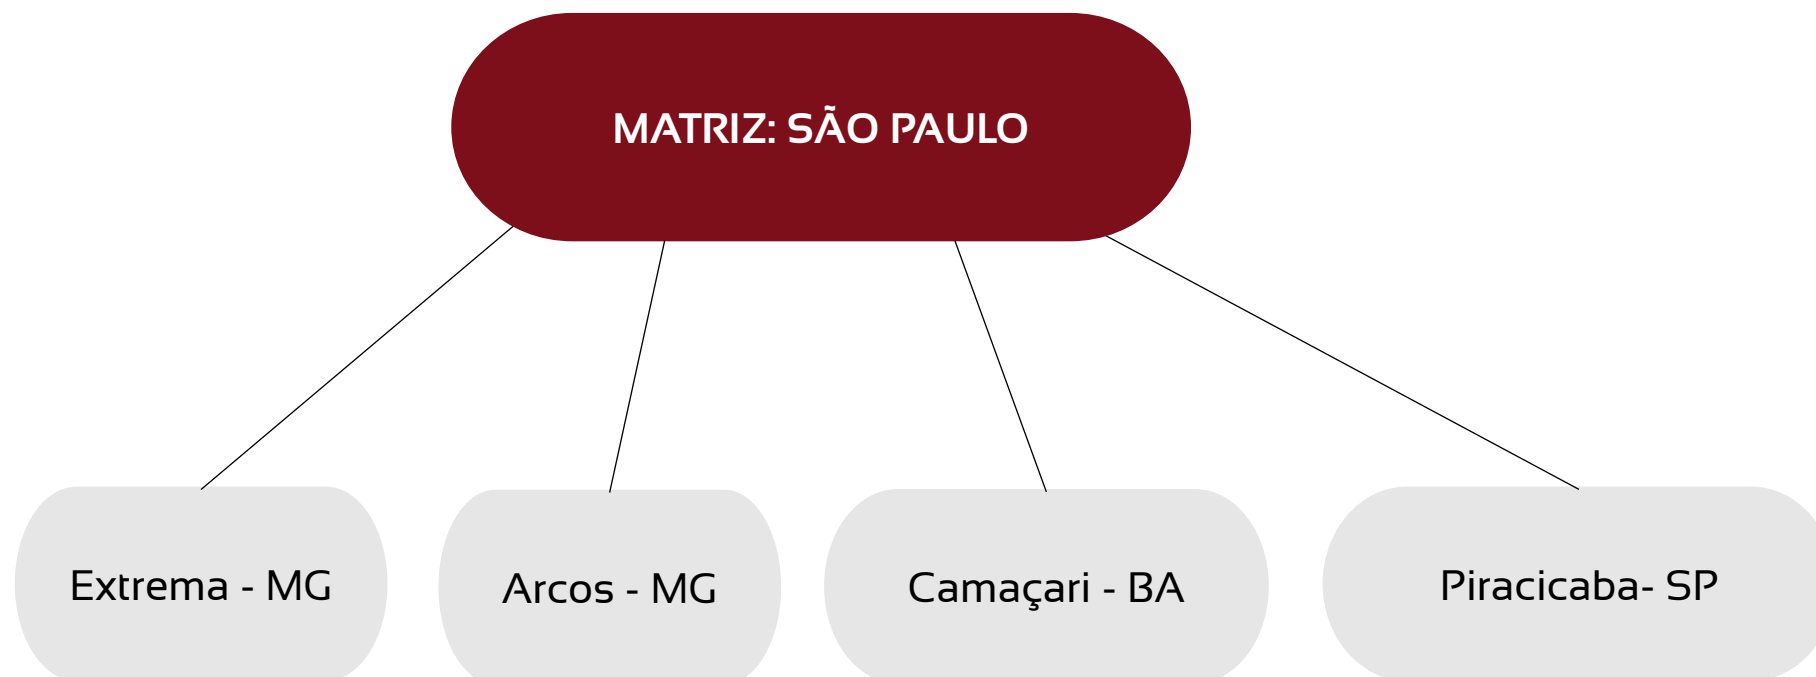 MATRIZ: SÃO PAULO
Extrema - MG
Arcos - MG
Camaçari - BA
Piracicaba- SP